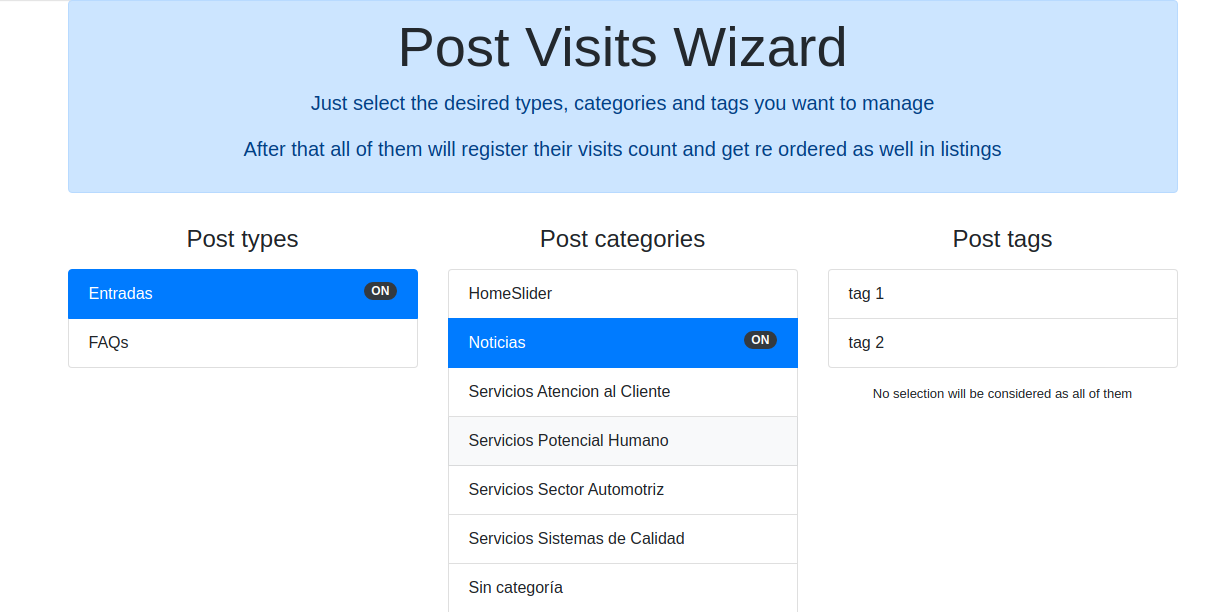 Post Visits Wizard
Just select the desired types, categories and tags you want to manage
After that all of them will register their visits count and get re ordered as well in listings
Post types
Entradas ON
FAQs
Post categories
HomeSlider
Noticias ON
Servicios Atencion al Cliente
Servicios Potencial Humano
Servicios Sector Automotriz
Servicios Sistemas de Calidad
Sin categoría
Post tags
tag 1
tag 2
No selection will be considered as all of them